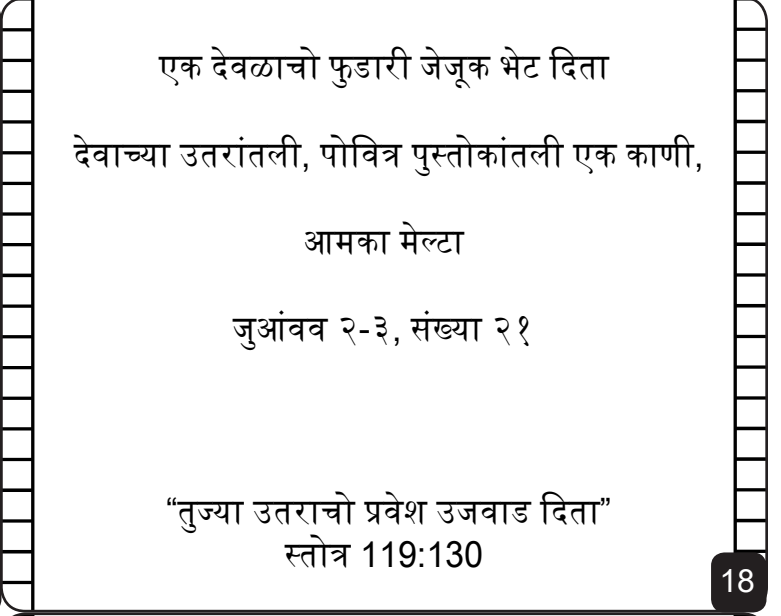 एक देवळाचो फुडारी जेजूक भेट दिता
देवाच्या उतरांतली, पोवित्र पुस्तोकांतली एक काणी,
आमका मेल्टा
जुआंवव २-३, संख्या २१
“तुज्या उतराचो प्रवेश उजवाड दिता”
स्तोत्र 119:130
18